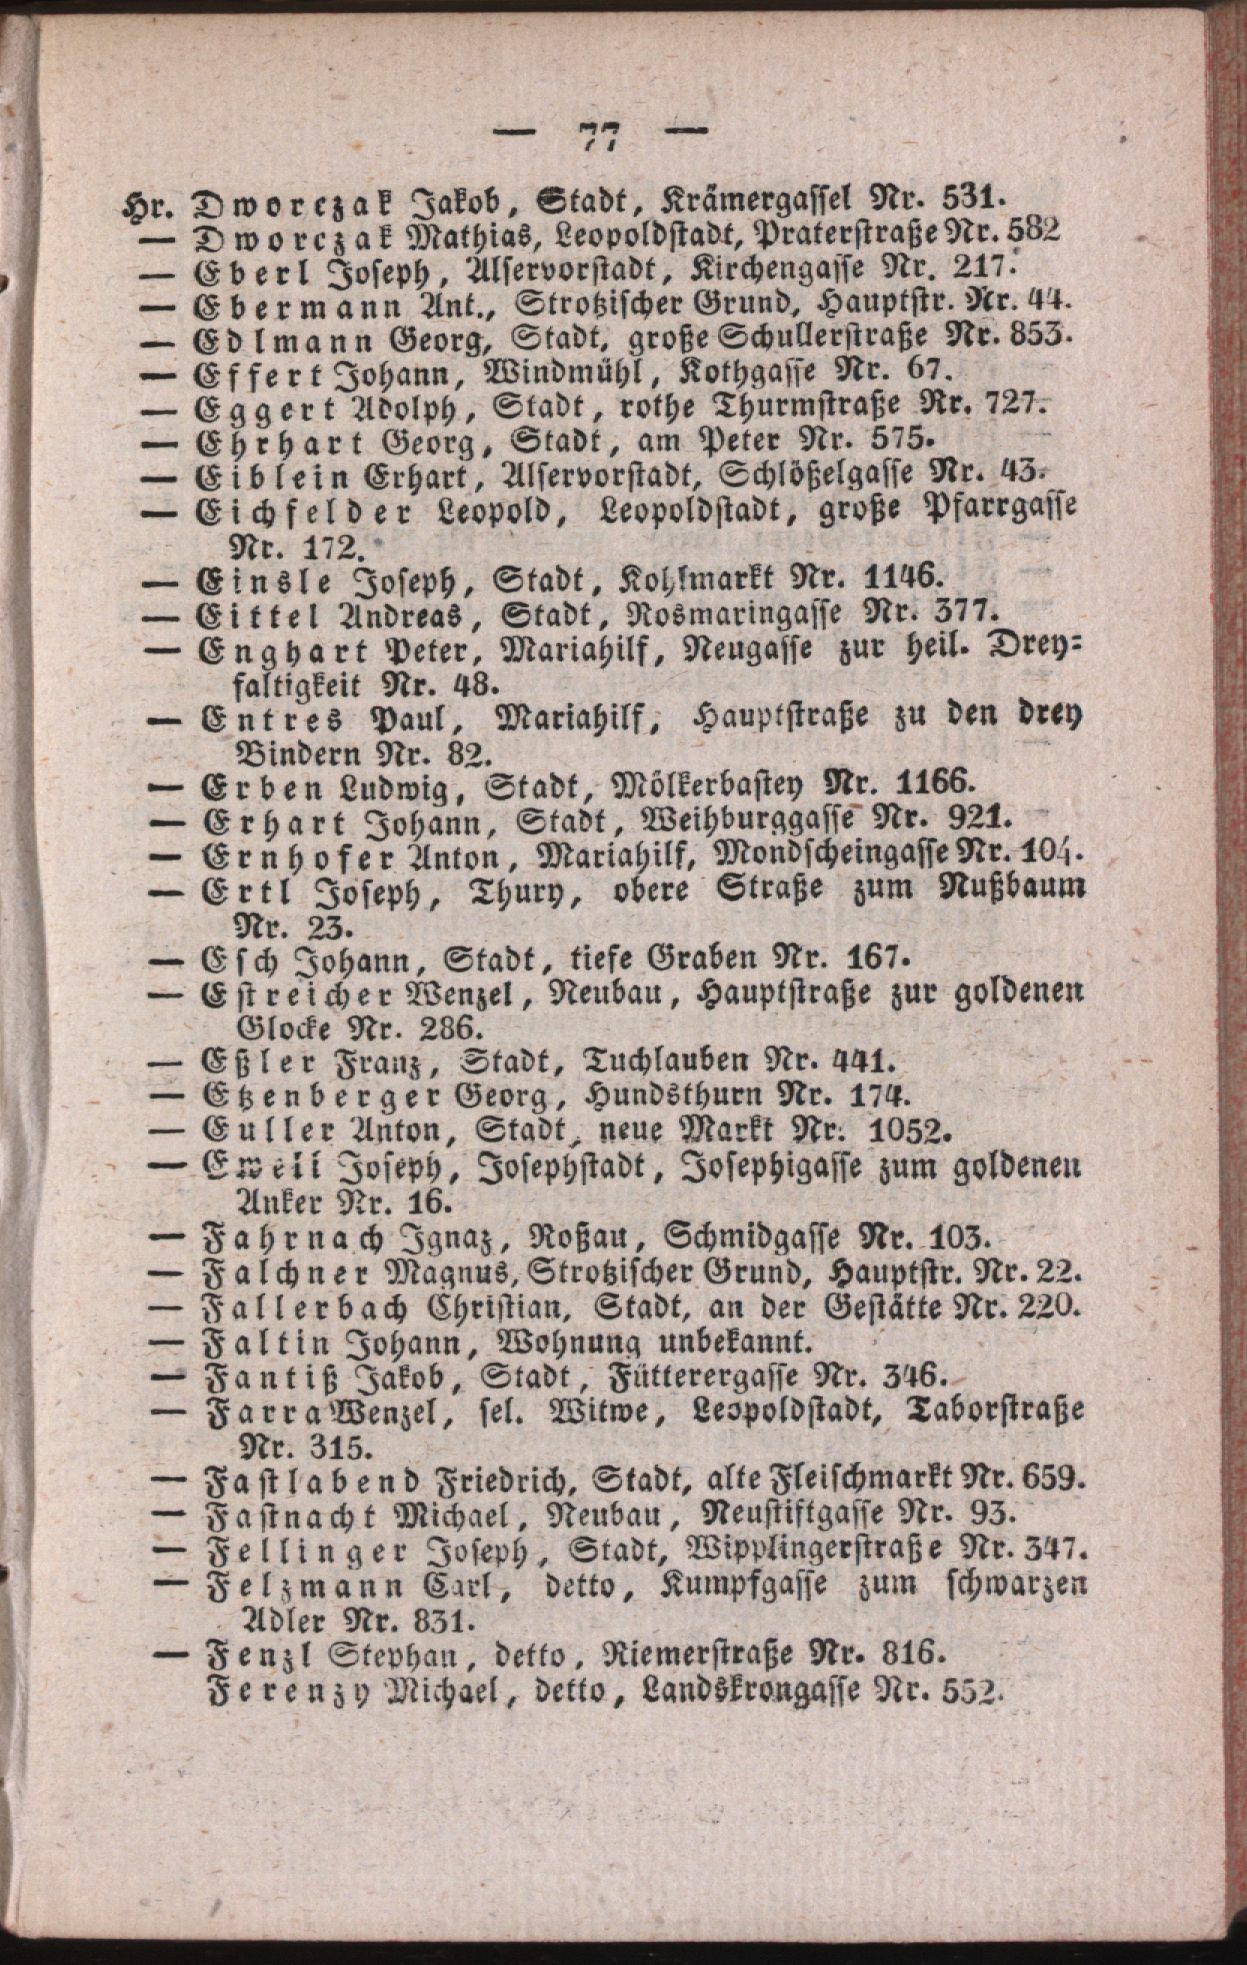 — 77 —
Hr. Dworczak Jakob, Stadt, Krämergassel Nr. 531.
— Dworczak Mathias, Leopoldstadt, Praterstraße Nr. 582
— Eberl Joseph, Alservorstadt, Kirchengasse Nr. 217.
— Ebermann Ant., Strotzischer Grund, Hauptstr. Nr. 44.
— Edlmann Georg, Stadt, große Schullerstraße Nr. 853.
— Effert Johann, Windmühl, Kothgasse Nr. 67.
— Eggert Adolph, Stadt, rothe Thurmstraße Nr. 727.
— Ehrhart Georg, Stadt, am Peter Nr. 575.
— Eiblein Erhart, Alservorstadt, Schlößelgasse Nr. 43.
— Eichfelder Leopold, Leopoldstadt, große Pfarrgasse
Nr. 172.
— Einsle Joseph, Stadt, Kohlmarkt Nr. 1146.
— Eittel Andreas, Stadt, Rosmaringasse Nr. 377.
— Enghart Peter, Mariahilf, Neugasse zur heil. Drey-
faltigkeit Nr. 48.
— Entres Paul, Mariahilf, Hauptstraße zu den drey
Bindern Nr. 82.
— Erben Ludwig, Stadt, Mölkerbastey Nr. 1166.
— Erhart Johann, Stadt, Weihburggasse Nr. 921.
— Ernhofer Anton, Mariahilf, Mondscheingasse Nr. 104.
— Ertl Joseph, Thury, obere Straße zum Nußbaum
Nr. 23.
— Esch Johann, Stadt, tiefe Graben Nr. 167.
— Estreicher Wenzel, Neubau, Hauptstraße zur goldenen
Glocke Nr. 286.
— Eßler Franz, Stadt, Tuchlauben Nr. 441.
— Etzenberger Georg, Hundsthurn Nr. 174.
— Euller Anton, Stadt, neue Markt Nr. 1052.
— Joseph, Josephstadt, Josephigasse zum goldenen
Anker Nr. 16.
— Fahrnach Ignaz, Roßau, Schmidgasse Nr. 103.
— Falchner Magnus, Strotzischer Grund, Hauptstr. Nr. 22.
— Fallerbach Christian, Stadt, an der Gestätte Nr. 220.
— Faltin Johann, Wohnung unbekannt.
— Fantiß Jakob, Stadt, Fütterergasse Nr. 346.
— Farra Wenzel, sel. Witwe, Leopoldstadt, Taborstraße
Nr. 315.
— Fastlabend Friedrich, Stadt, alte Fleischmarkt Nr. 659.
— Fastnacht Michael, Neubau, Neustiftgasse Nr. 93.
— Fellinger Joseph, Stadt, Wipplingerstraße Nr. 347.
— Felzmann Carl, detto, Kumpfgasse zum schwarzen
Adler Nr. 831.
— Fenzl Stephan, detto, Riemerstraße Nr. 816.
Ferenzy Michael, detto, Landskrongasse Nr. 552.